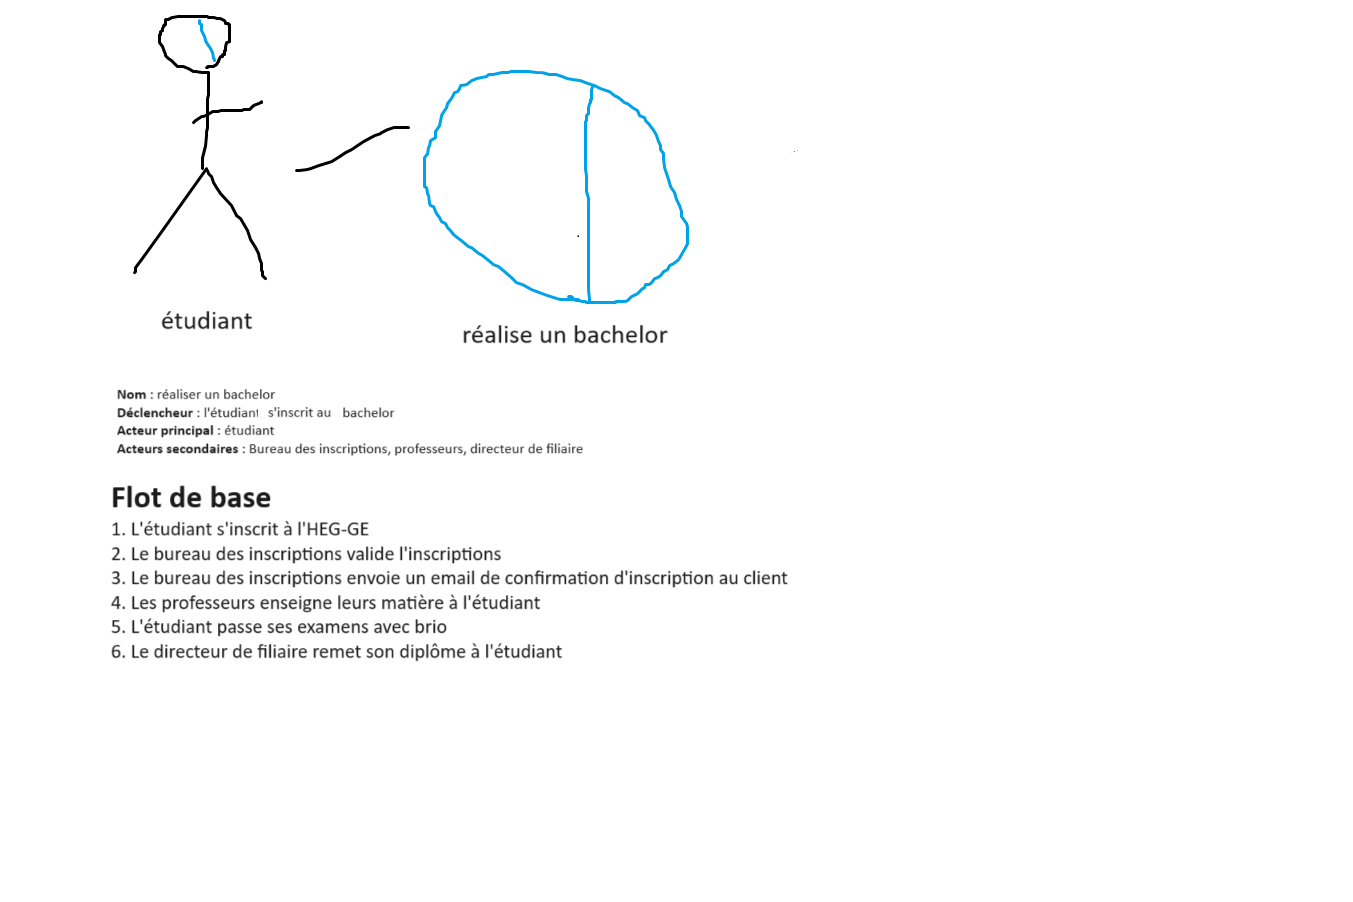 étudiant
réalise un bachelor
Nom : réaliser un bachelor
Déclencheur : l'étudiant s'inscrit au bachelor
Acteur principal : étudiant
Acteurs secondaires : Bureau des inscriptions, professeurs, directeur de filiaire
Flot de base
1. L'étudiant s'inscrit à l'HEG-GE
2. Le bureau des inscriptions valide l'inscriptions
3. Le bureau des inscriptions envoie un email de confirmation d'inscription au client
4. Les professeurs enseigne leurs matière à l'étudiant
5. L'étudiant passe ses examens avec brio
6. Le directeur de filiaire remet son diplôme à l'étudiant